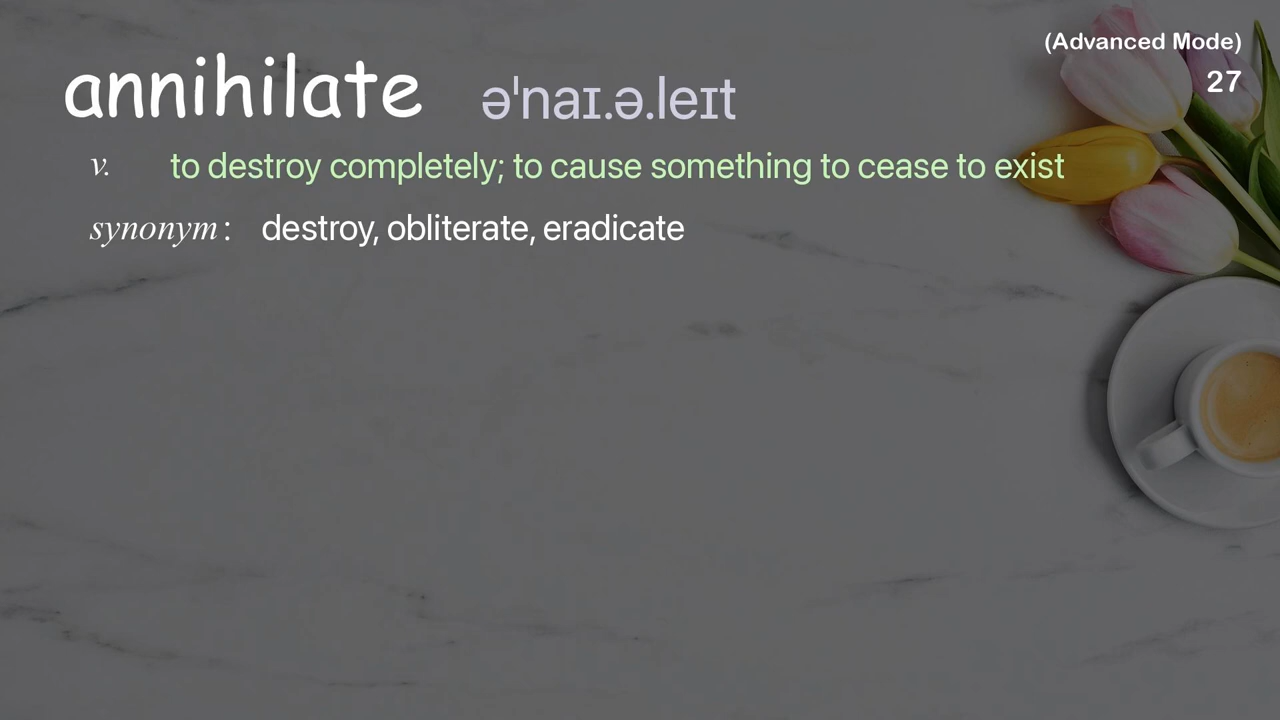 (Advanced Mode)
27
annihilate əˈnaɪ.ə.leɪt
v. to destroy completely; to cause something to cease to exist
synonym: destroy, obliterate, eradicate